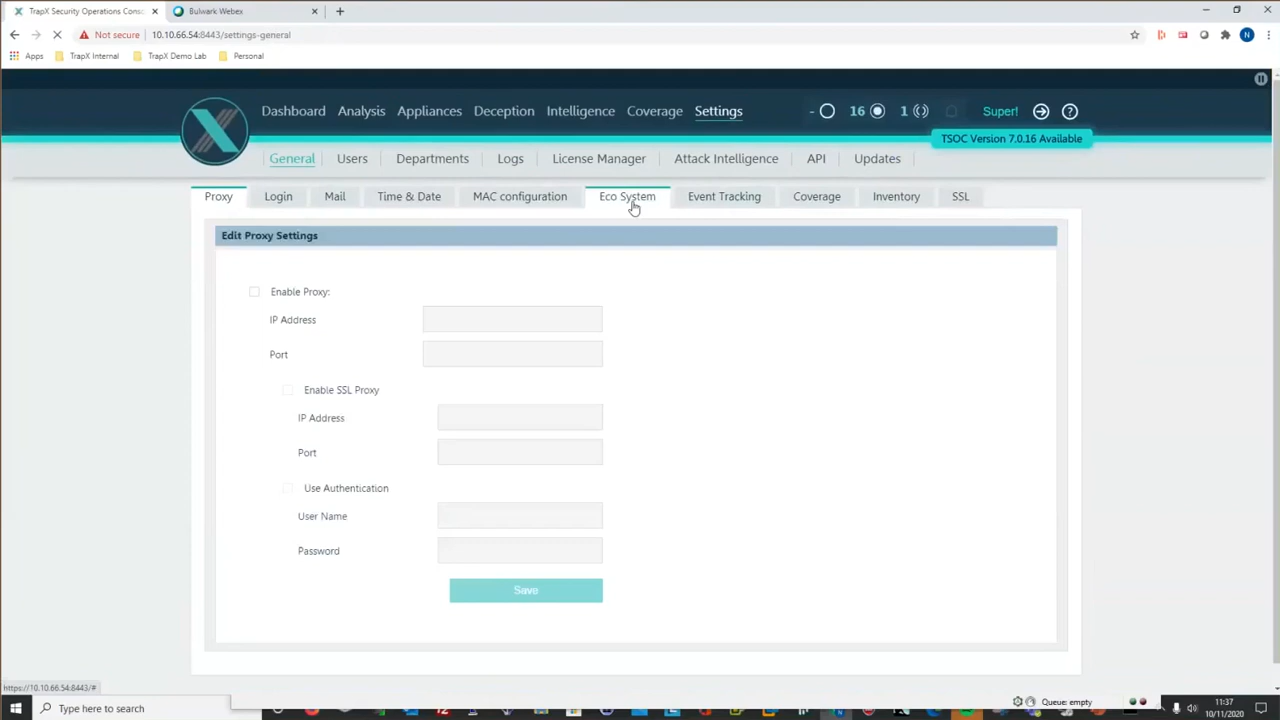 TrapX Security Operations Consc
Bulwark Webex
Not secure
10.10.66.54:8443/settings-general
Apps
TrapX Internal
TrapX Demo Lab
Personal
N
Dashboard Analysis Appliances Deception Intelligence Coverage Settings
-
16
1
Super!
TSOC Version 7.0.16 Available
General Users Departments Logs License Manager Attack Intelligence API Updates
Proxy Login Mail Time & Date MAC configuration Eco System Event Tracking Coverage Inventory SSL
Edit Proxy Settings
Enable Proxy:
IP Address
Port
Enable SSL Proxy
IP Address
Port
Use Authentication
User Name
Password
Save
https://10.10.66.54:8443/#
Type here to search
Queue: empty
11:37
10/11/2020